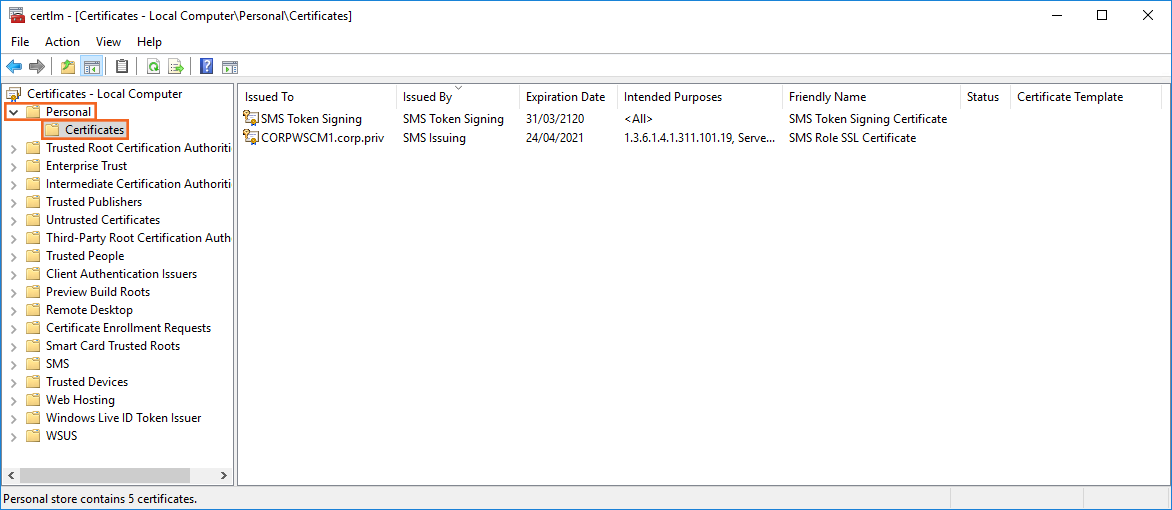 certlm - [Certificates - Local Computer\Personal\Certificates]
File Action View Help
Certificates - Local Computer
Personal
Certificates
Trusted Root Certification Authoriti
Enterprise Trust
Intermediate Certification Authoriti
Trusted Publishers
Untrusted Certificates
Third-Party Root Certification Auth
Trusted People
Client Authentication Issuers
Preview Build Roots
Remote Desktop
Certificate Enrollment Requests
Smart Card Trusted Roots
SMS
Trusted Devices
Web Hosting
Windows Live ID Token Issuer
WSUS
Issued To Issued By Expiration Date Intended Purposes Friendly Name Status Certificate Template
SMS Token Signing SMS Token Signing 31/03/2120 <All> SMS Token Signing Certificate
CORPWSCM1.corp.priv SMS Issuing 24/04/2021 1.3.6.1.4.1.311.101.19, Serve... SMS Role SSL Certificate
Personal store contains 5 certificates.